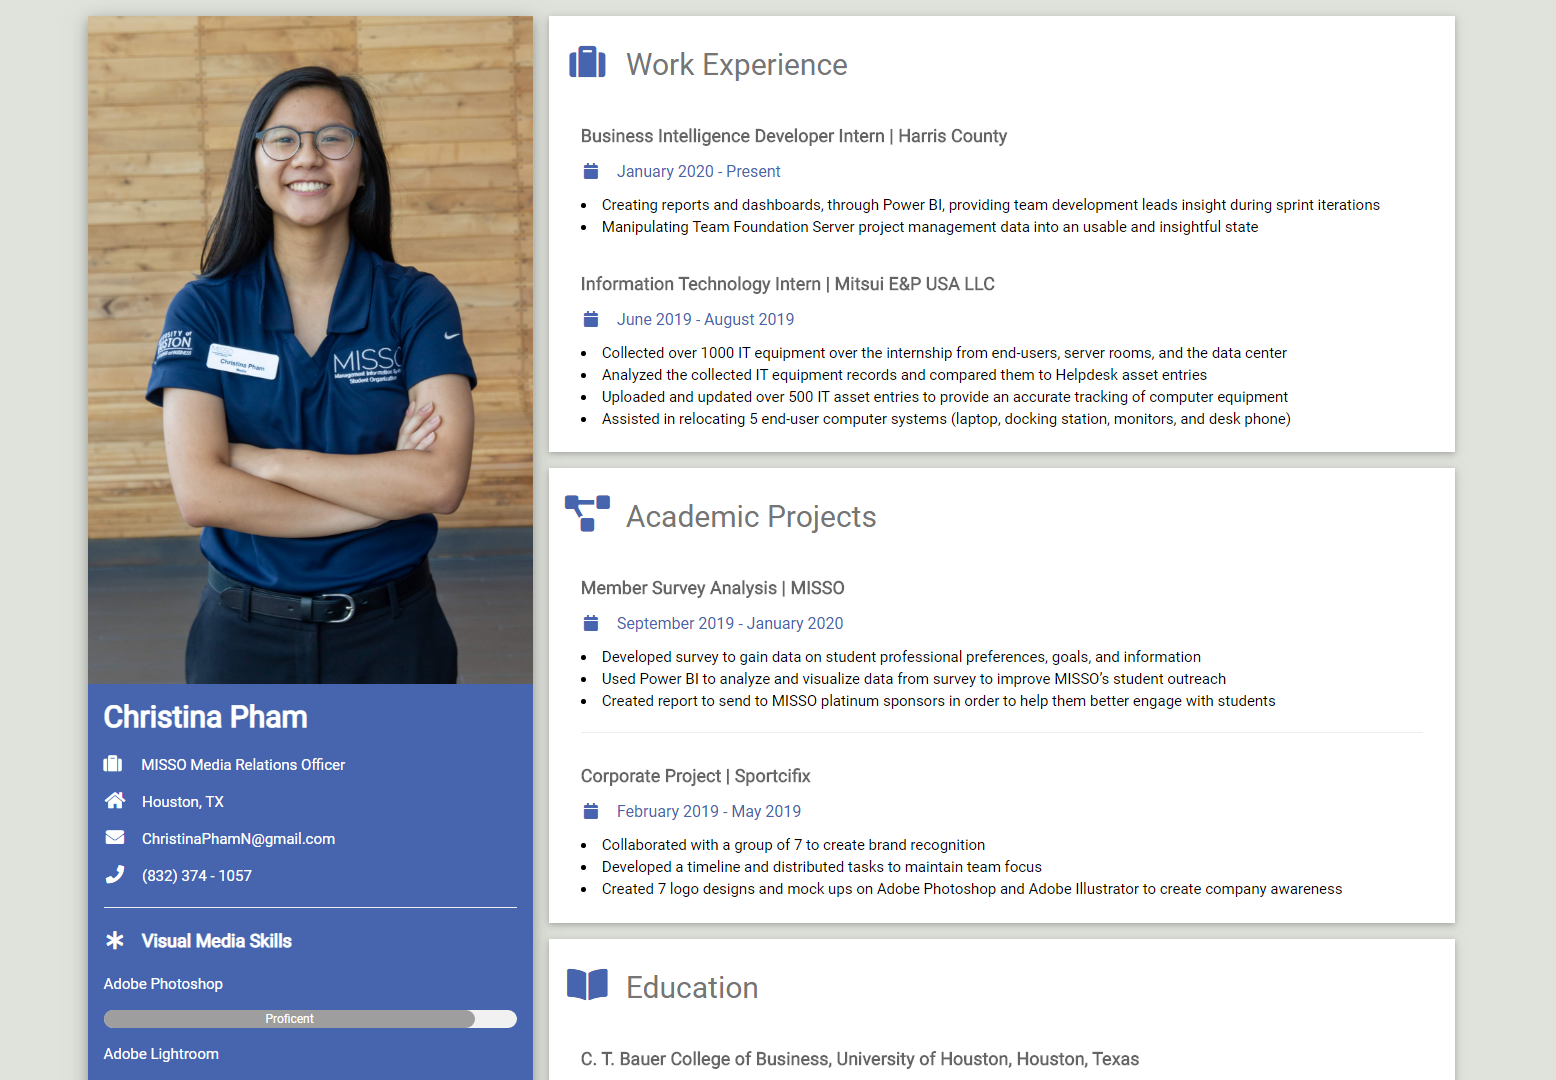 UNIVERSITY of
HOUSTON
Christina Pham
MISSO
Management Information Sys
Student Organization
Christina Pham
MISSO Media Relations Officer
Houston, TX
ChristinaPhamN@gmail.com
(832) 374 - 1057
Visual Media Skills
Adobe Photoshop
Proficent
Adobe Lightroom
Work Experience
Business Intelligence Developer Intern | Harris County
January 2020 - Present
Creating reports and dashboards, through Power BI, providing team development leads insight during sprint iterations
Manipulating Team Foundation Server project management data into an usable and insightful state
Information Technology Intern | Mitsui E&P USA LLC
June 2019 - August 2019
Collected over 1000 IT equipment over the internship from end-users, server rooms, and the data center
Analyzed the collected IT equipment records and compared them to Helpdesk asset entries
Uploaded and updated over 500 IT asset entries to provide an accurate tracking of computer equipment
Assisted in relocating 5 end-user computer systems (laptop, docking station, monitors, and desk phone)
Academic Projects
Member Survey Analysis | MISSO
September 2019 - January 2020
Developed survey to gain data on student professional preferences, goals, and information
Used Power BI to analyze and visualize data from survey to improve MISSO’s student outreach
Created report to send to MISSO platinum sponsors in order to help them better engage with students
Corporate Project | Sportcifix
February 2019 - May 2019
Collaborated with a group of 7 to create brand recognition
Developed a timeline and distributed tasks to maintain team focus
Created 7 logo designs and mock ups on Adobe Photoshop and Adobe Illustrator to create company awareness
Education
C. T. Bauer College of Business, University of Houston, Houston, Texas